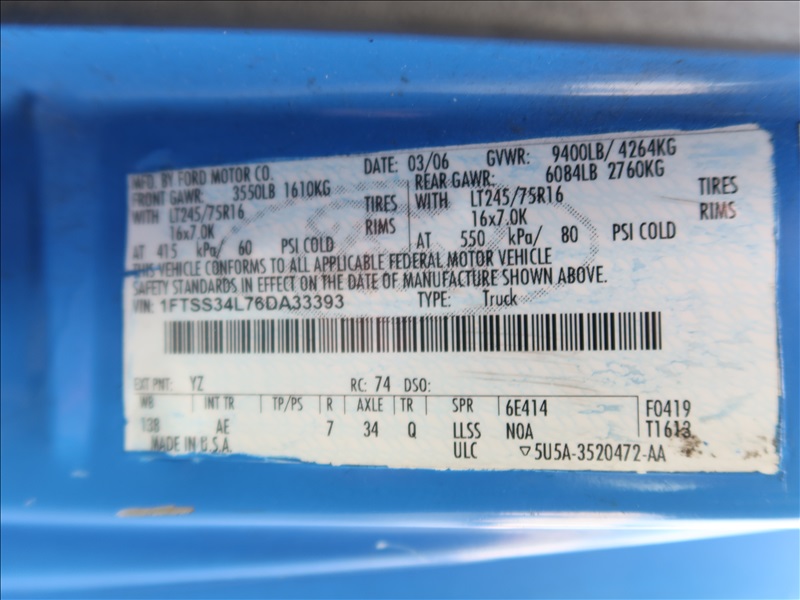 MFD. BY FORD MOTOR CO. DATE: 03/06 GVWR: 9400LB/ 4264KG
FRONT GAWR: 3550LB 1610KG REAR GAWR: 6084LB 2760KG
WITH LT245/75R16 TIRES WITH LT245/75R16 TIRES
16x7.0K RIMS 16x7.0K RIMS
AT 415 kPa/ 60 PSI COLD AT 550 kPa/ 80 PSI COLD
THIS VEHICLE CONFORMS TO ALL APPLICABLE FEDERAL MOTOR VEHICLE
SAFETY STANDARDS IN EFFECT ON THE DATE OF MANUFACTURE SHOWN ABOVE.
VIN: 1FTSS34L76DA33393 TYPE: Truck
EXT PNT: YZ RC: 74 DSO:
WB INT TR TP/PS R AXLE TR SPR 6E414 F0419
138 AE 7 34 Q LLSS NOA T1613
MADE IN U.S.A. ULC ▽5U5A-3520472-AA